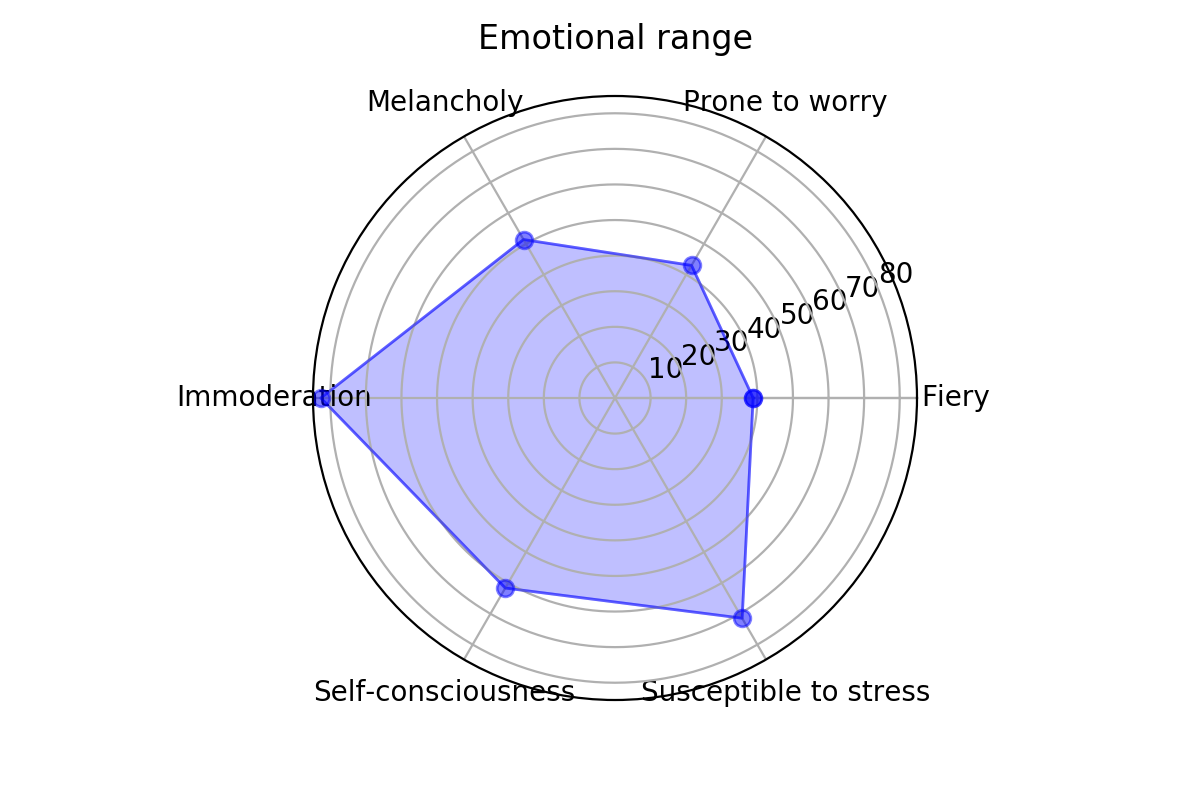 Emotional range
Melancholy
Prone to worry
80
70
60
50
40
30
20
10
Immoderation
Fiery
Self-consciousness
Susceptible to stress